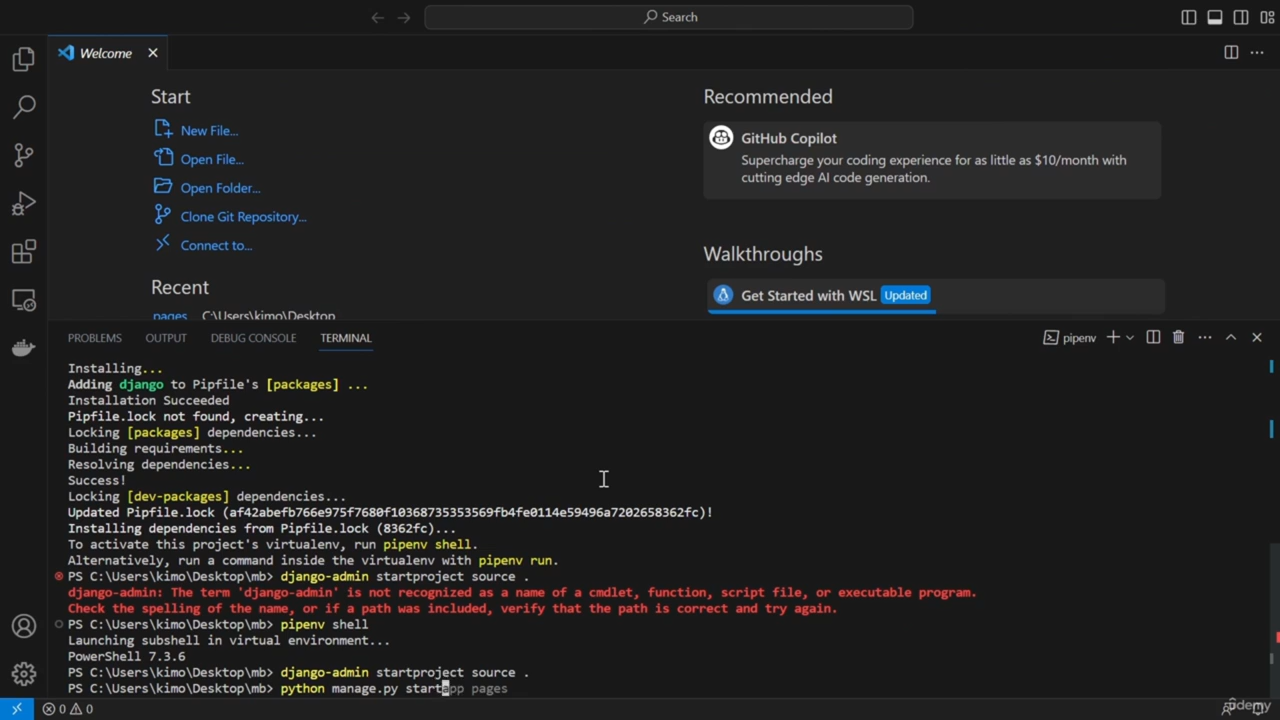 Search
Welcome
Start
New File...
Open File...
Open Folder...
Clone Git Repository...
Connect to...
Recent
pages C:\Users\kimo\Desktop
Recommended
GitHub Copilot
Supercharge your coding experience for as little as $10/month with
cutting edge AI code generation.
Walkthroughs
Get Started with WSL Updated
PROBLEMS OUTPUT DEBUG CONSOLE TERMINAL
pipenv
Installing...
Adding django to Pipfile's [packages] ...
Installation Succeeded
Pipfile.lock not found, creating...
Locking [packages] dependencies...
Building requirements...
Resolving dependencies...
Success!
Locking [dev-packages] dependencies...
Updated Pipfile.lock (af42abefb766e975f7680f10368735353569fb4fe0114e59496a7202658362fc)!
Installing dependencies from Pipfile.lock (8362fc)...
To activate this project's virtualenv, run pipenv shell.
Alternatively, run a command inside the virtualenv with pipenv run.
PS C:\Users\kimo\Desktop\mb> django-admin startproject source .
django-admin: The term 'django-admin' is not recognized as a name of a cmdlet, function, script file, or executable program.
Check the spelling of the name, or if a path was included, verify that the path is correct and try again.
PS C:\Users\kimo\Desktop\mb> pipenv shell
Launching subshell in virtual environment...
PowerShell 7.3.6
PS C:\Users\kimo\Desktop\mb> django-admin startproject source .
PS C:\Users\kimo\Desktop\mb> python manage.py startapp pages
0 0
udemy